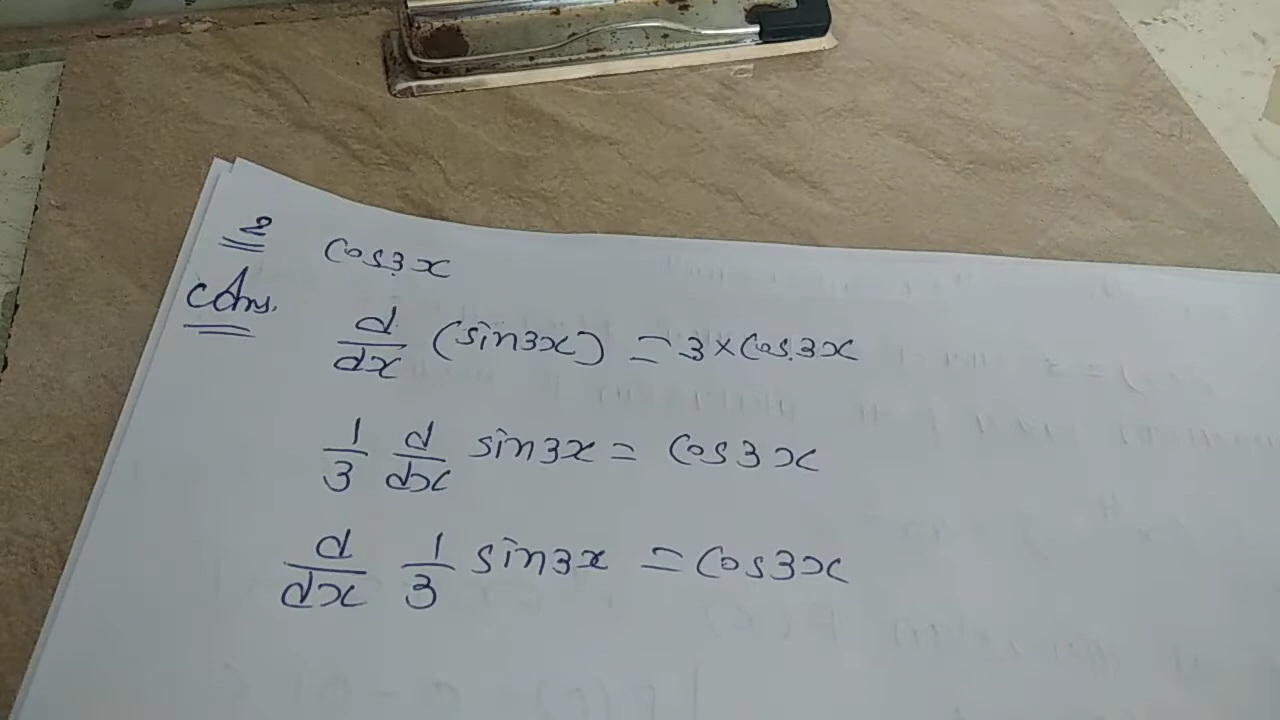 2 cos3x
Ans.
d/dx (sin3x) = 3×cos3x
1/3 d/dx sin3x = cos3x
d/dx 1/3 sin3x = cos3x